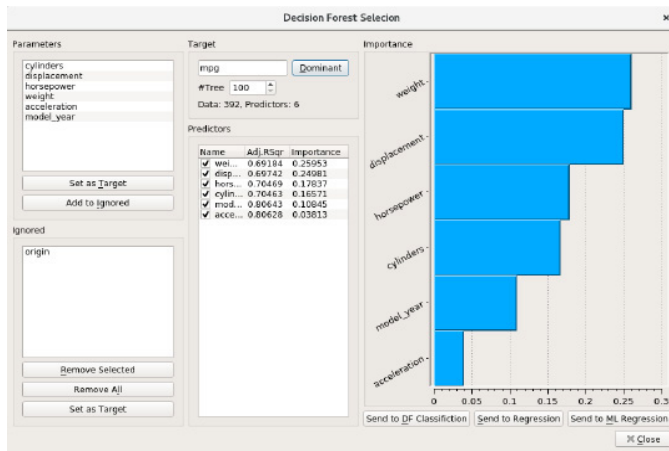 Decision Forest Selecion
Parameters
cylinders
displacement
horsepower
weight
acceleration
model_year
Set as Target
Add to Ignored
Ignored
origin
Remove Selected
Remove All
Set as Target
Target
mpg Dominant
#Tree 100
Data: 392, Predictors: 6
Predictors
Name Adj.RSqr Importance
wei... 0.69184 0.25953
disp... 0.69742 0.24981
hors... 0.70469 0.17837
cylin... 0.70463 0.16571
mod... 0.80643 0.10845
acce... 0.80628 0.03813
Importance
weight
displacement
horsepower
cylinders
model_year
acceleration
0 0.05 0.1 0.15 0.2 0.25 0.3
Send to DF Classifiction Send to Regression Send to ML Regression
Close